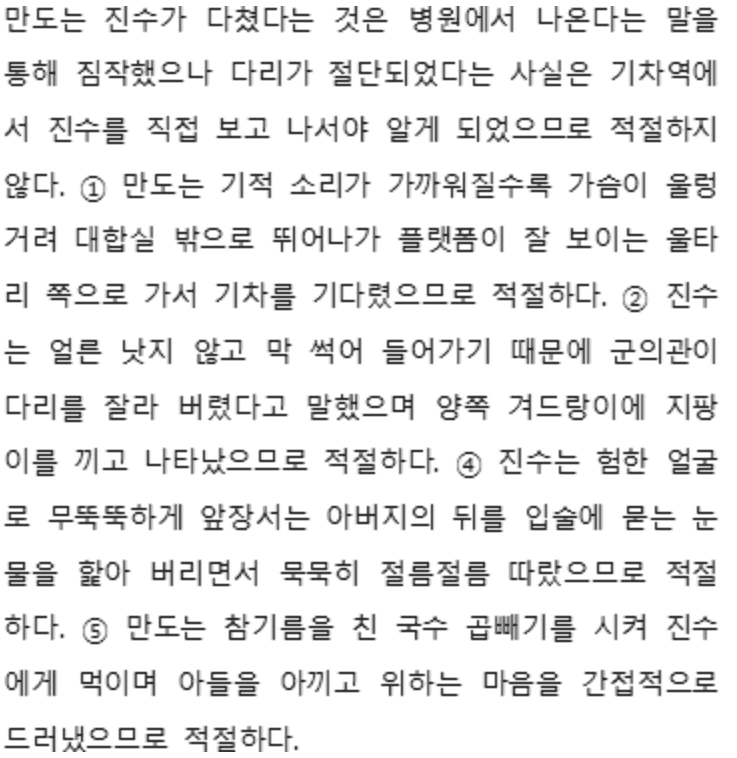 만도는 진수가 다쳤다는 것은 병원에서 나온다는 말을
통해 짐작했으나 다리가 절단되었다는 사실은 기차역에
서 진수를 직접 보고 나서야 알게 되었으므로 적절하지
않다. ① 만도는 기적 소리가 가까워질수록 가슴이 울렁
거려 대합실 밖으로 뛰어나가 플랫폼이 잘 보이는 울타
리 쪽으로 가서 기차를 기다렸으므로 적절하다. ② 진수
는 얼른 낫지 않고 막 썩어 들어가기 때문에 군의관이
다리를 잘라 버렸다고 말했으며 양쪽 겨드랑이에 지팡
이를 끼고 나타났으므로 적절하다. ④ 진수는 험한 얼굴
로 무뚝뚝하게 앞장서는 아버지의 뒤를 입술에 묻는 눈
물을 핥아 버리면서 묵묵히 절름절름 따랐으므로 적절
하다. ⑤ 만도는 참기름을 친 국수 곱빼기를 시켜 진수
에게 먹이며 아들을 아끼고 위하는 마음을 간접적으로
드러냈으므로 적절하다.